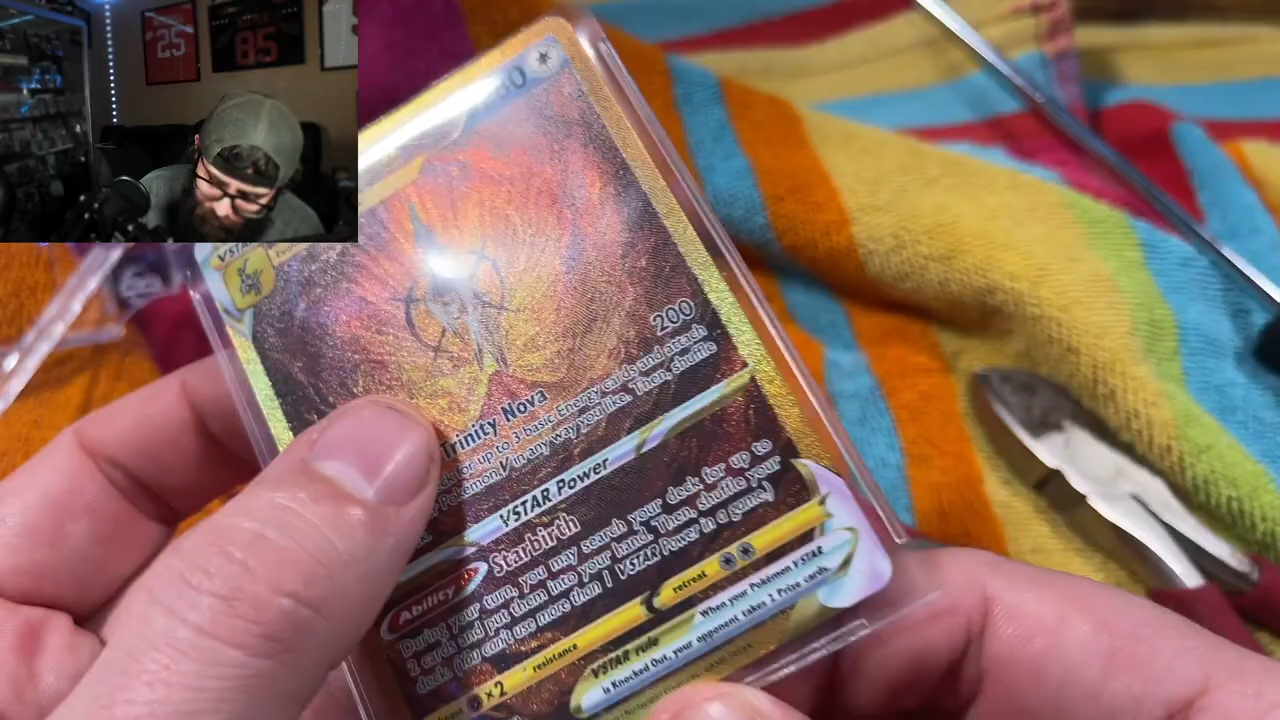 25
85
VSTAR
200
Trinity Nova
for up to 3 basic Energy cards and attach
Pokémon V in any way you like. Then, shuffle
VSTAR Power
Ability
Starbirth
During your turn, you may search your deck for up to
2 cards and put them into your hand. Then, shuffle your
deck. (You can't use more than 1 VSTAR Power in a game.)
×2
resistance
retreat
VSTAR rule
When your Pokémon VSTAR
is Knocked Out, your opponent takes 2 Prize cards.